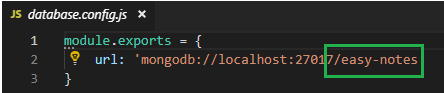 JS database.config.js ×
1 module.exports = {
2 url: 'mongodb://localhost:27017/easy-notes
3 }